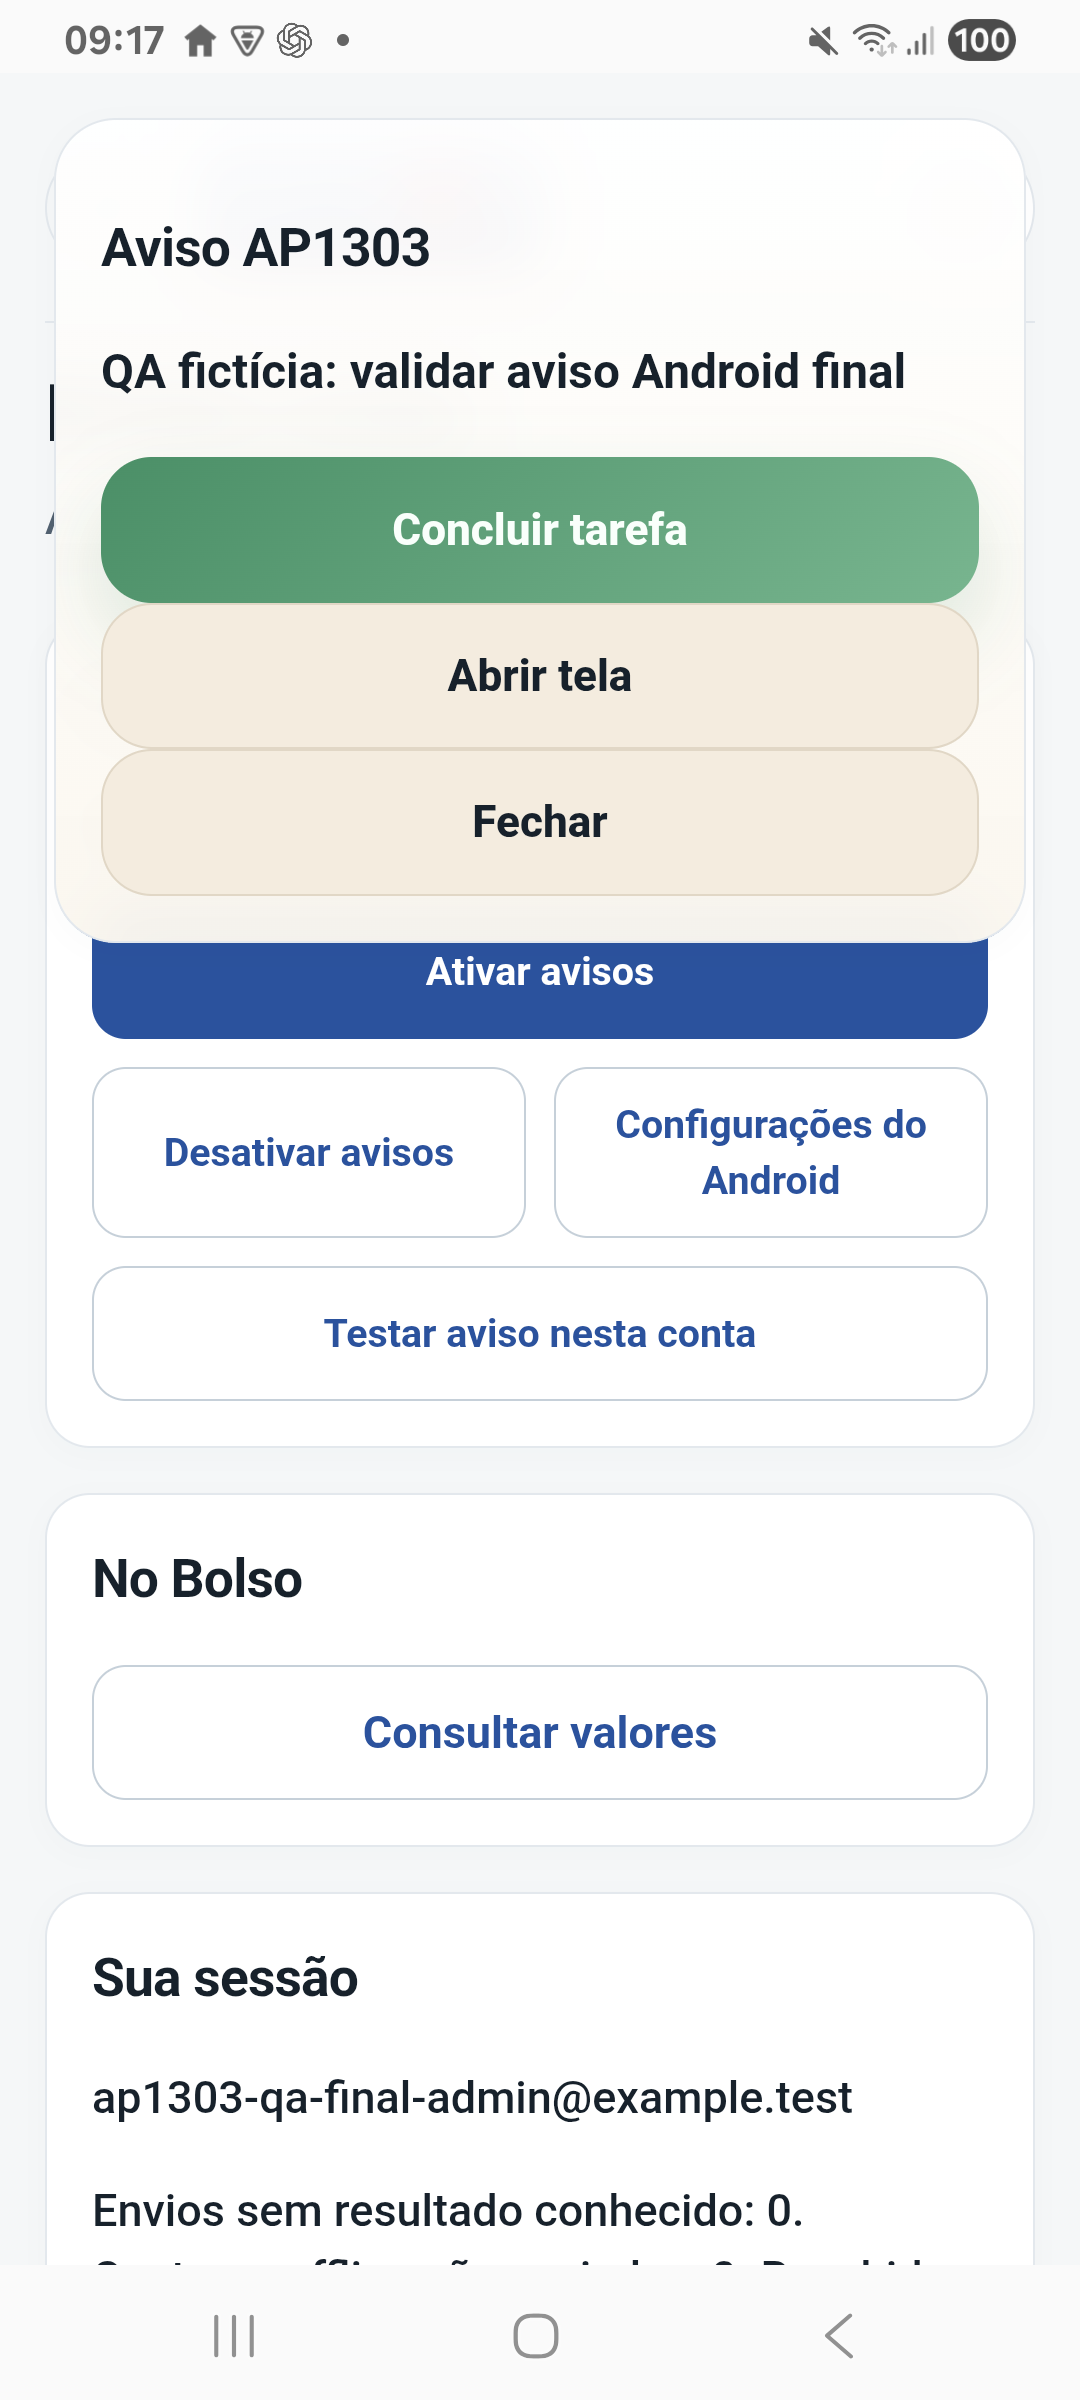 09:17
100
Aviso AP1303
QA fictícia: validar aviso Android final
Concluir tarefa
Abrir tela
Fechar
Ativar avisos
Desativar avisos
Configurações do
Android
Testar aviso nesta conta
No Bolso
Consultar valores
Sua sessão
ap1303-qa-final-admin@example.test
Envios sem resultado conhecido: 0.